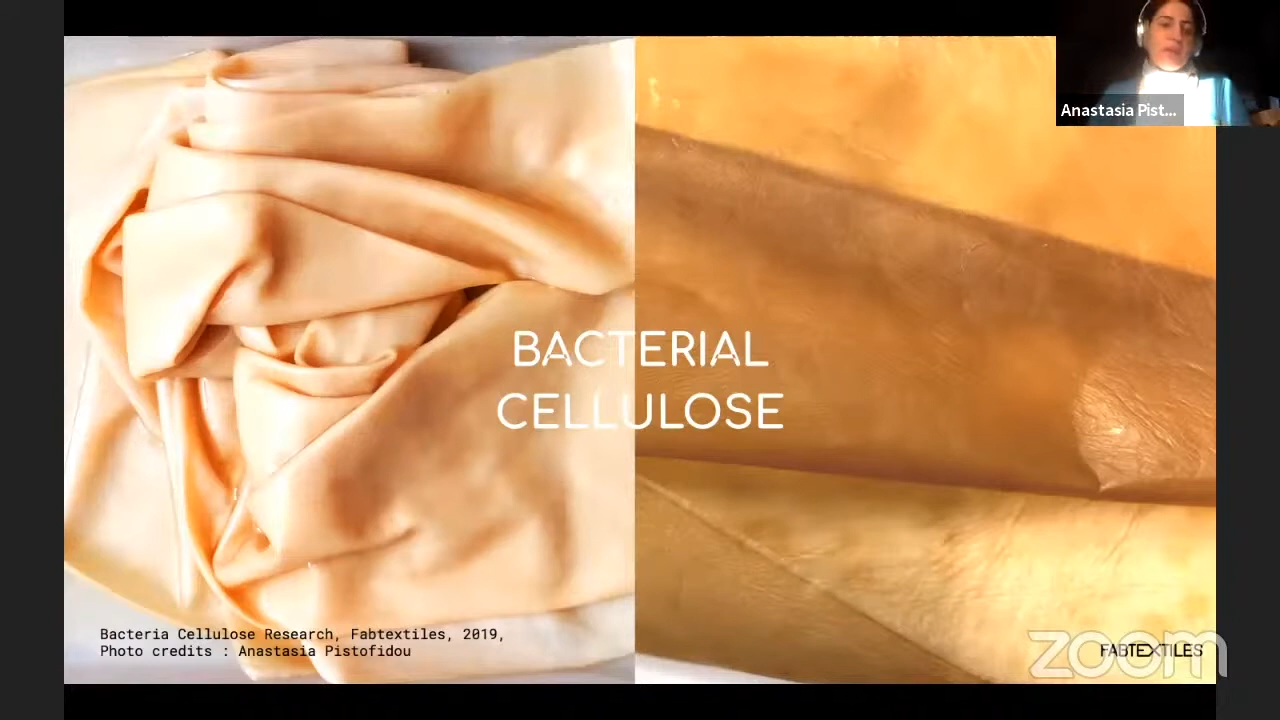 Anastasia Pist...
BACTERIAL
CELLULOSE
Bacteria Cellulose Research, Fabtextiles, 2019,
Photo credits : Anastasia Pistofidou
FABTEXTILES
zoom